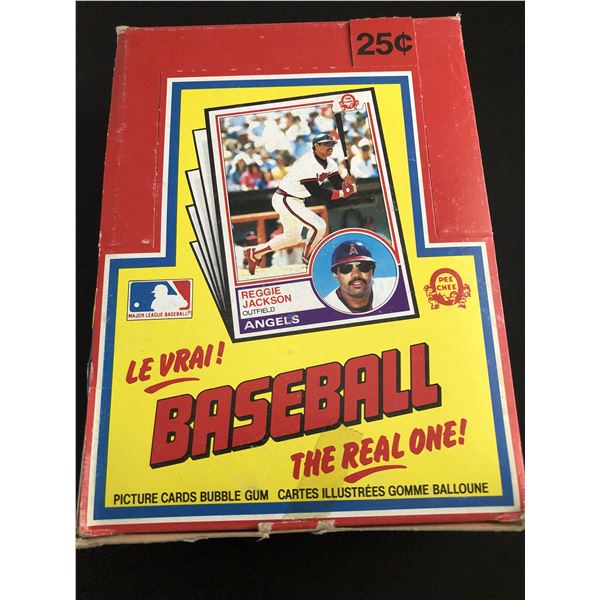 25¢
REGGIE
JACKSON
OUTFIELD
ANGELS
MAJOR LEAGUE BASEBALL®
PEE
CHEE
LE VRAI!
BASEBALL
THE REAL ONE!
PICTURE CARDS BUBBLE GUM CARTES ILLUSTRÉES GOMME BALLOUNE